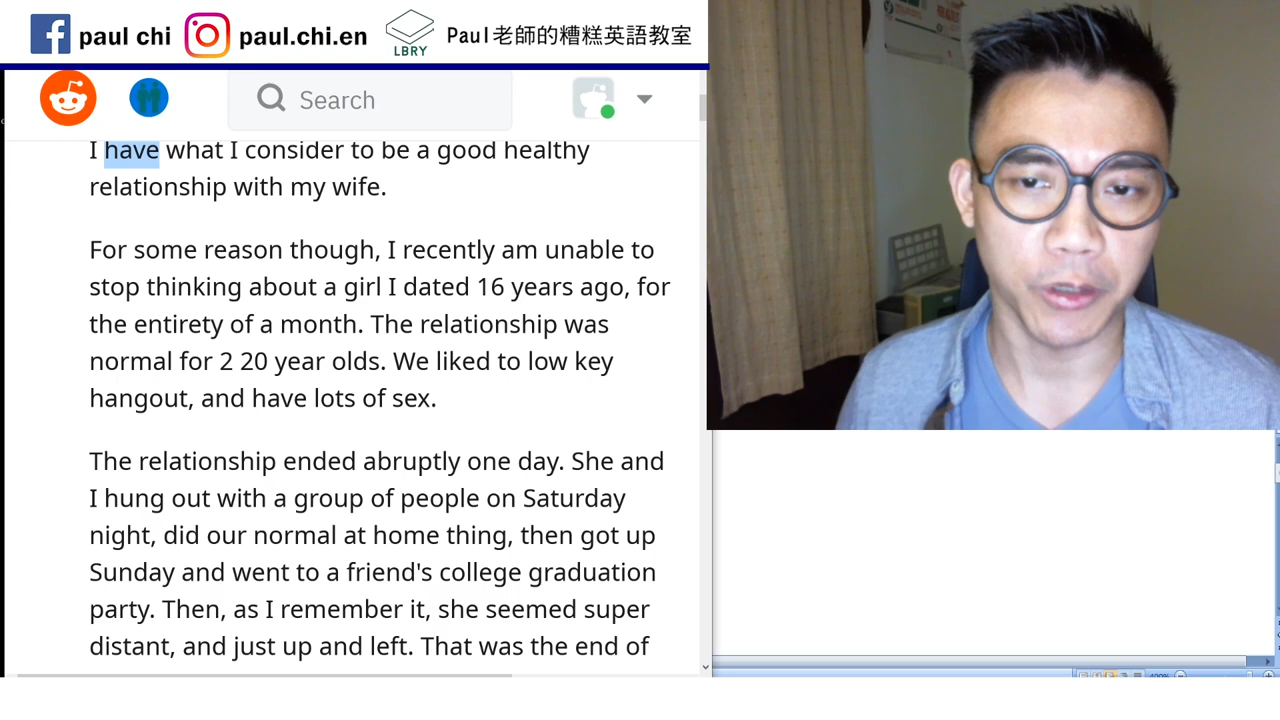 paul chi
paul.chi.en
LBRY
Paul老師的糟糕英語教室
Search
I have what I consider to be a good healthy
relationship with my wife.
For some reason though, I recently am unable to
stop thinking about a girl I dated 16 years ago, for
the entirety of a month. The relationship was
normal for 2 20 year olds. We liked to low key
hangout, and have lots of sex.
The relationship ended abruptly one day. She and
I hung out with a group of people on Saturday
night, did our normal at home thing, then got up
Sunday and went to a friend's college graduation
party. Then, as I remember it, she seemed super
distant, and just up and left. That was the end of
400%